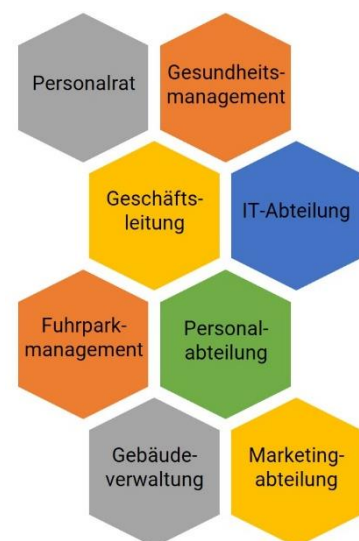 Personalrat
Gesundheits-
management
Geschäfts-
leitung
IT-Abteilung
Fuhrpark-
management
Personal-
abteilung
Gebäude-
verwaltung
Marketing-
abteilung